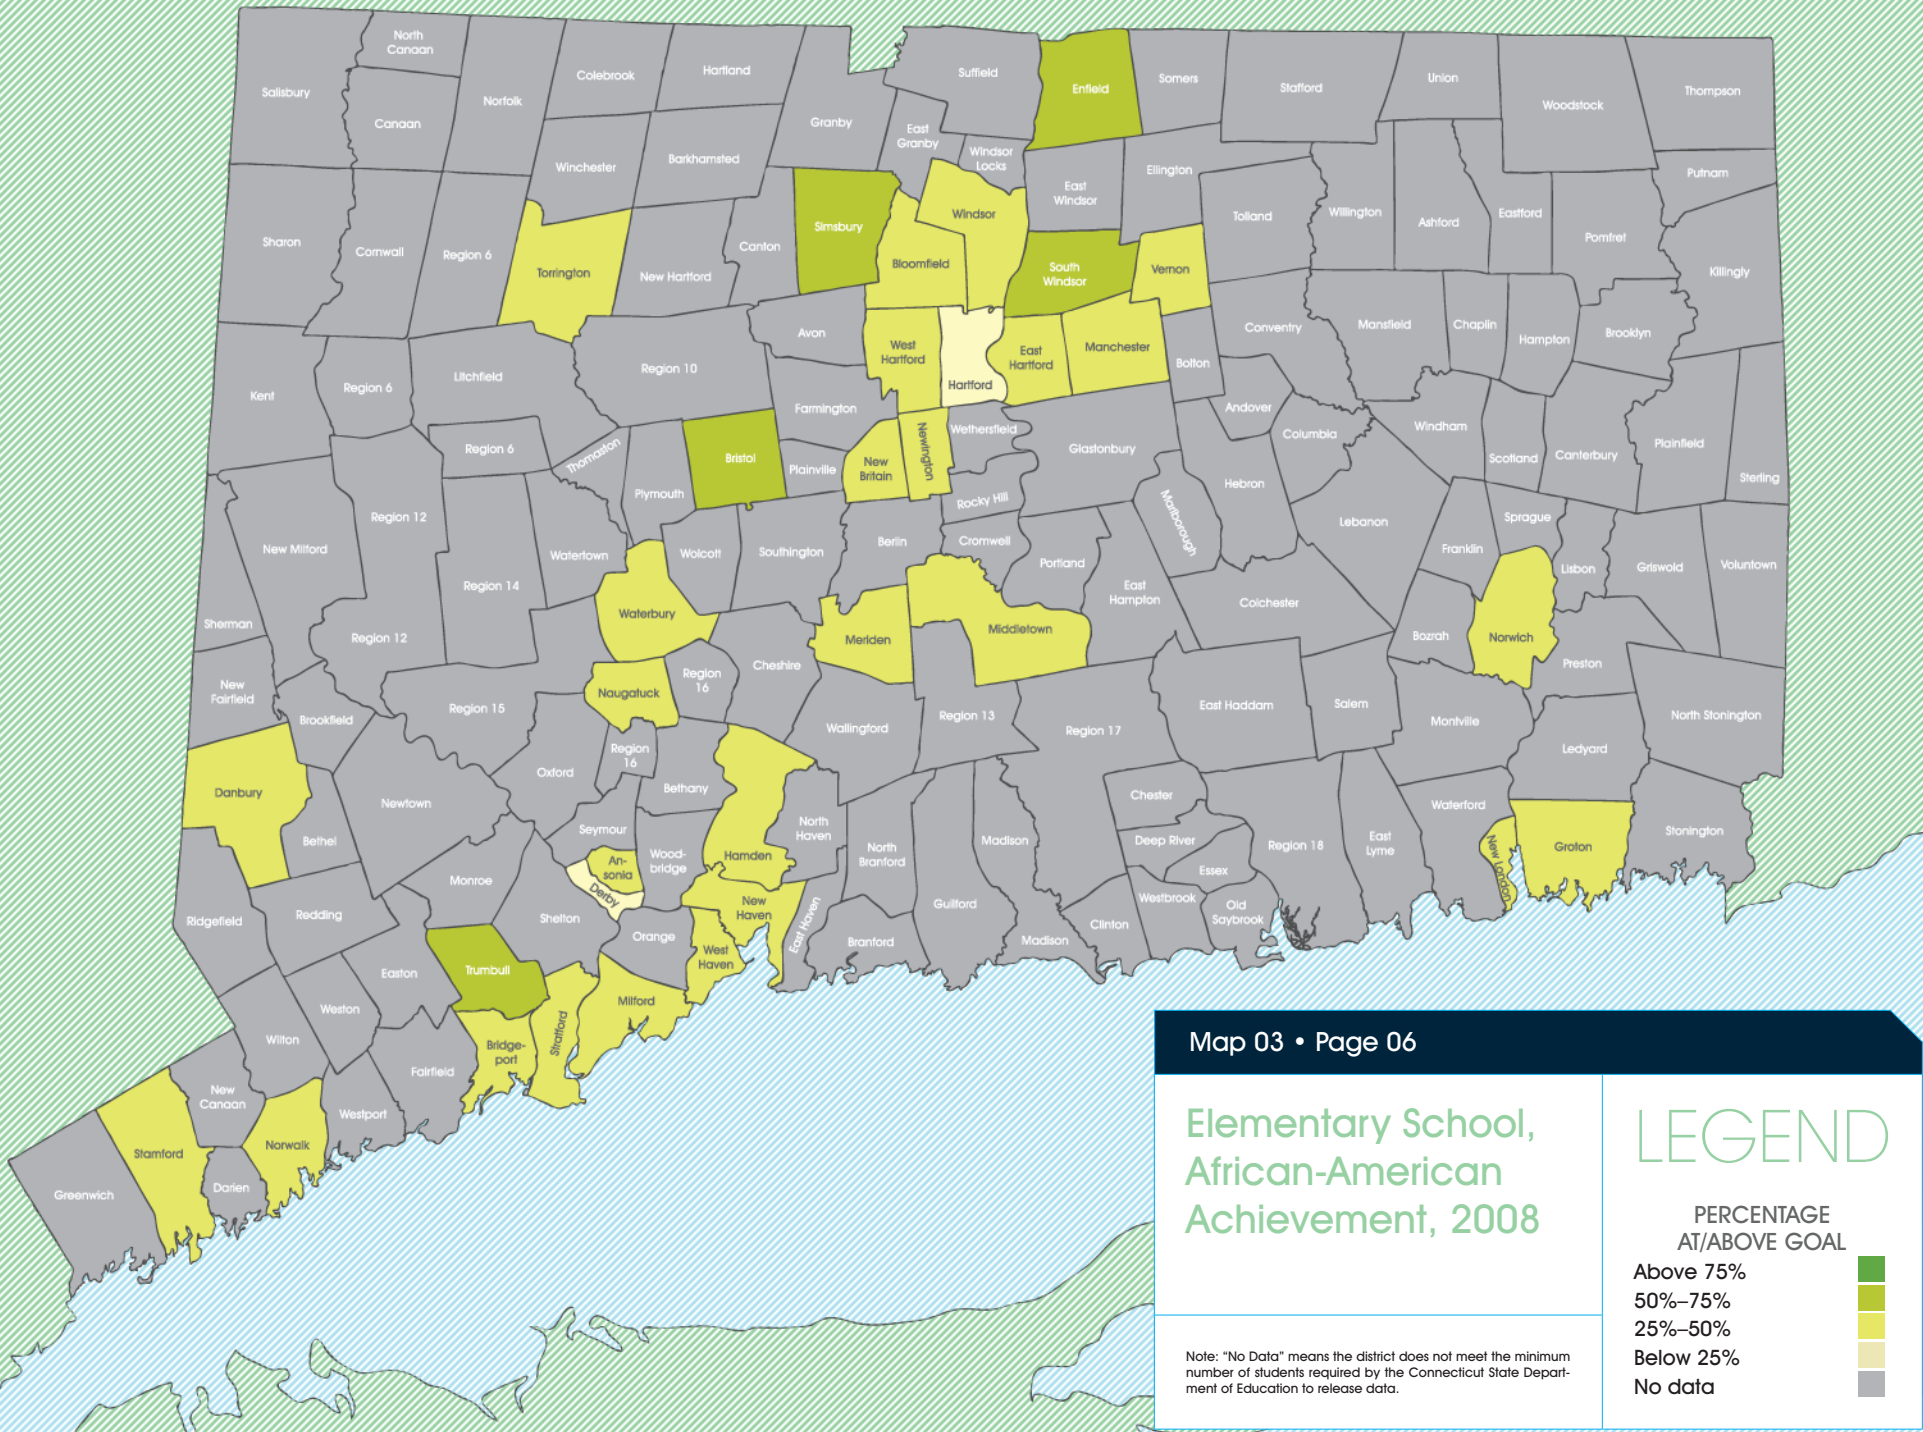 North
Canaan
Salisbury
Canaan
Norfolk
Colebrook
Hartland
Suffield
Enfield
Somers
Stafford
Union
Woodstock
Thompson
Granby
East
Granby
Windsor
Locks
Winchester
Barkhamsted
East
Windsor
Ellington
Putnam
Sharon
Cornwall
Region 6
Torrington
New Hartford
Canton
Simsbury
Windsor
Bloomfield
South
Windsor
Vernon
Tolland
Willington
Ashford
Eastford
Pomfret
Killingly
Kent
Region 6
Litchfield
Region 10
Avon
West
Hartford
Hartford
East
Hartford
Manchester
Bolton
Coventry
Mansfield
Chaplin
Hampton
Brooklyn
Region 6
Thomaston
Plymouth
Bristol
Farmington
Plainville
New
Britain
Newington
Wethersfield
Rocky Hill
Glastonbury
Andover
Columbia
Windham
Scotland
Canterbury
Plainfield
Sterling
Hebron
Marlborough
Lebanon
Region 12
New Milford
Region 14
Watertown
Wolcott
Southington
Berlin
Cromwell
Portland
East
Hampton
Colchester
Franklin
Sprague
Lisbon
Griswold
Voluntown
Sherman
Region 12
Waterbury
Meriden
Middletown
Bozrah
Norwich
Preston
New
Fairfield
Brookfield
Region 15
Naugatuck
Region
16
Cheshire
Wallingford
Region 13
Region 17
East Haddam
Salem
Montville
Ledyard
North Stonington
Danbury
Bethel
Newtown
Oxford
Region
16
Bethany
Seymour
Wood-
bridge
Hamden
North
Haven
North
Branford
Madison
Chester
Deep River
Essex
Region 18
East
Lyme
Waterford
New London
Groton
Stonington
An-
sonia
Derby
Monroe
Shelton
Orange
New
Haven
West
Haven
East Haven
Branford
Guilford
Madison
Clinton
Westbrook
Old
Saybrook
Ridgefield
Redding
Easton
Trumbull
Weston
Wilton
Milford
Stratford
Bridge-
port
Fairfield
New
Canaan
Westport
Norwalk
Stamford
Darien
Greenwich
Map 03 • Page 06
Elementary School,
African-American
Achievement, 2008
Note: “No Data” means the district does not meet the minimum
number of students required by the Connecticut State Depart-
ment of Education to release data.
LEGEND
PERCENTAGE
AT/ABOVE GOAL
Above 75%
50%–75%
25%–50%
Below 25%
No data